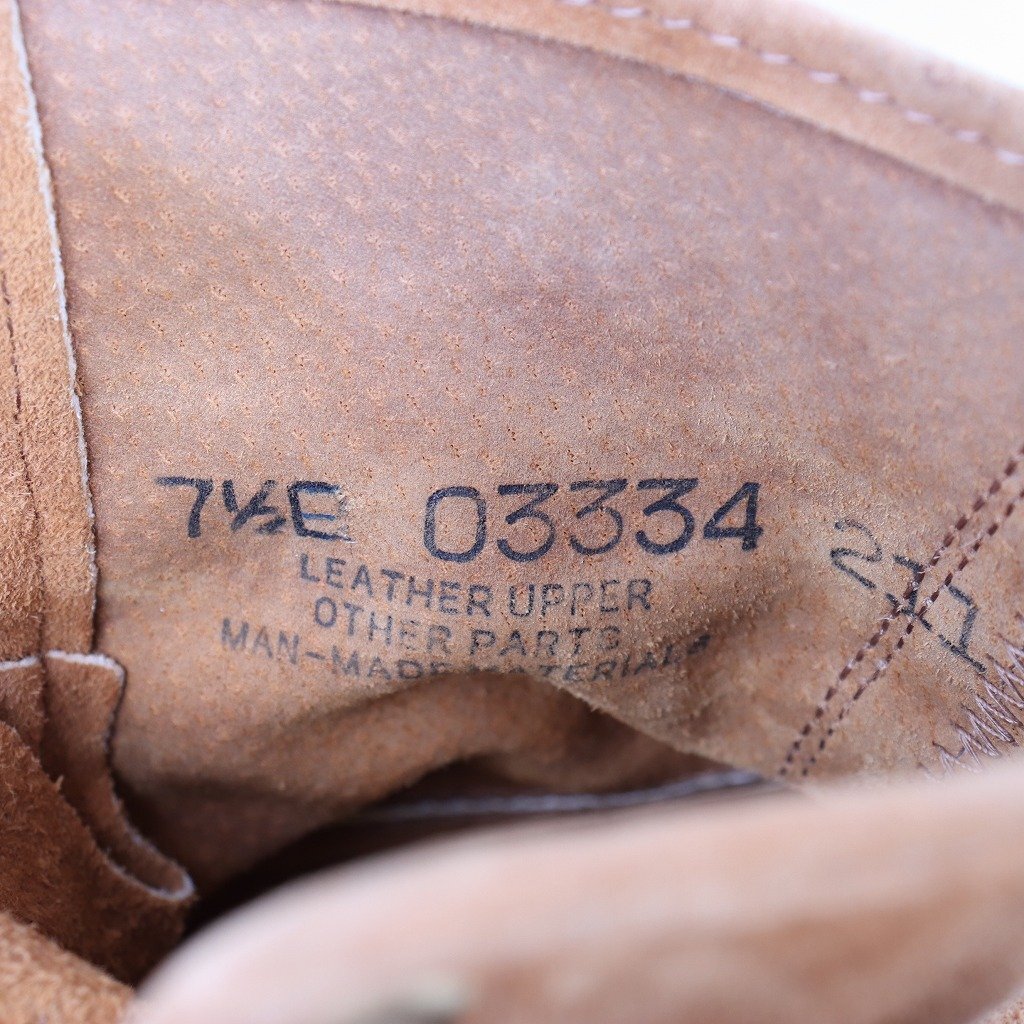 7½E 03334
LEATHER UPPER
OTHER PARTS
MAN-MADE MATERIALS